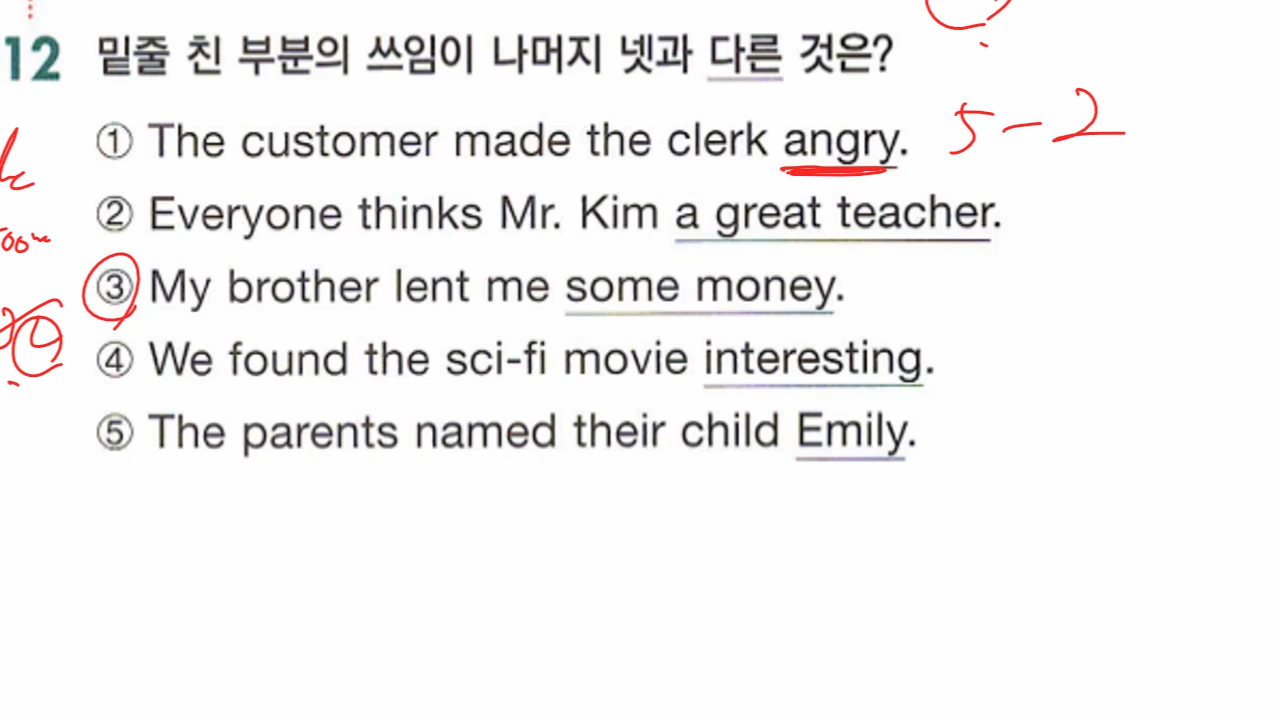 12 밑줄 친 부분의 쓰임이 나머지 넷과 다른 것은?
① The customer made the clerk angry. 5-2
② Everyone thinks Mr. Kim a great teacher.
③ My brother lent me some money.
④ We found the sci-fi movie interesting.
⑤ The parents named their child Emily.